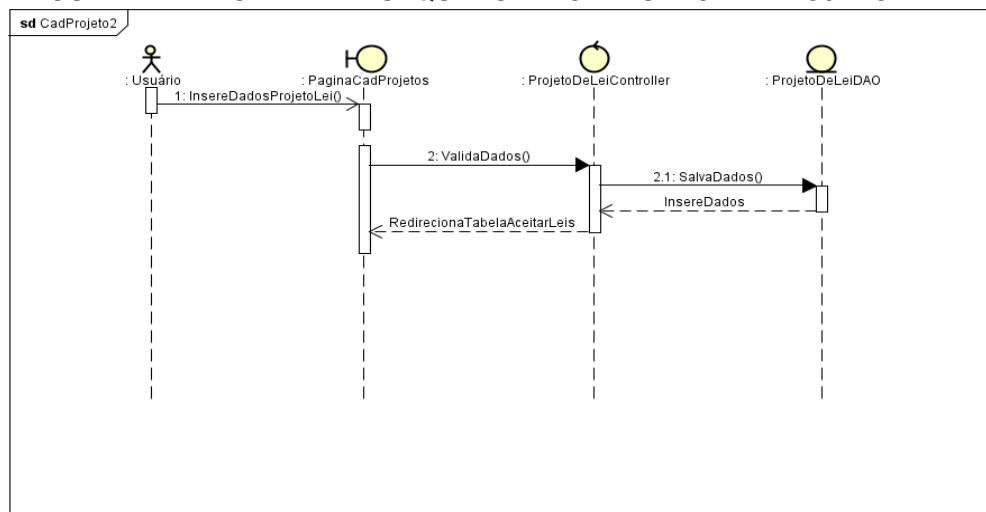 sd CadProjeto2
: Usuário
: PaginaCadProjetos
: ProjetoDeLeiController
: ProjetoDeLeiDAO
1: InsereDadosProjetoLei()
2: ValidaDados()
2.1: SalvaDados()
InsereDados
RedirecionaTabelaAceitarLeis